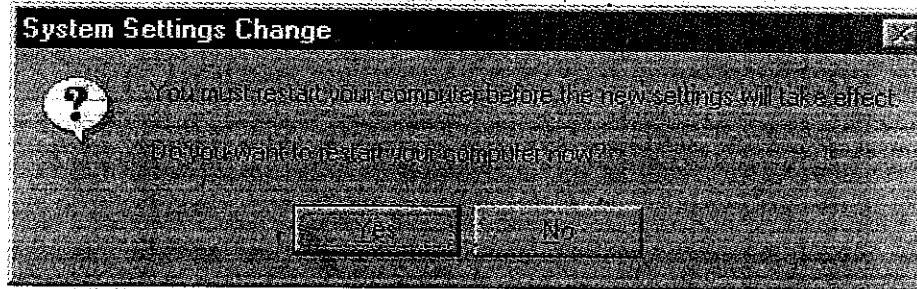 System Settings Change
You must restart your computer before the new settings will take effect.
Do you want to restart your computer now?
Yes
No